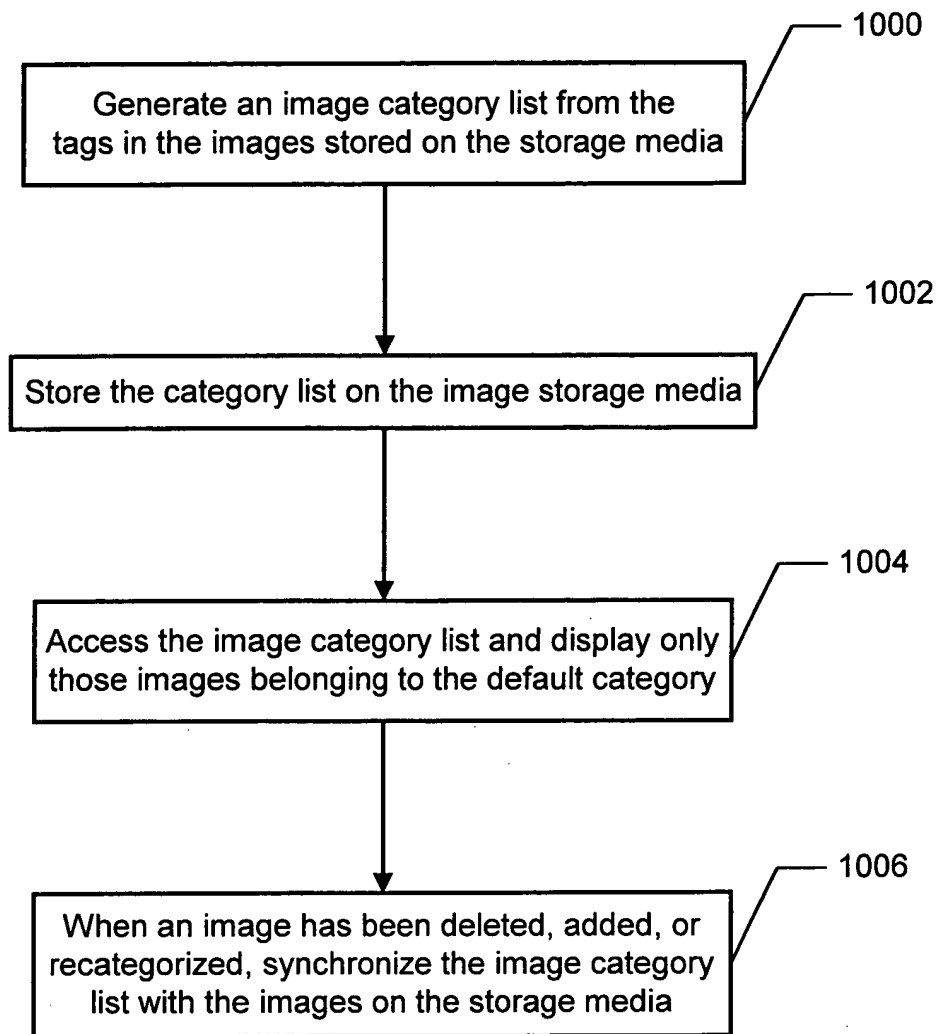 1000
Generate an image category list from the
tags in the images stored on the storage media
1002
Store the category list on the image storage media
1004
Access the image category list and display only
those images belonging to the default category
1006
When an image has been deleted, added, or
recategorized, synchronize the image category
list with the images on the storage media